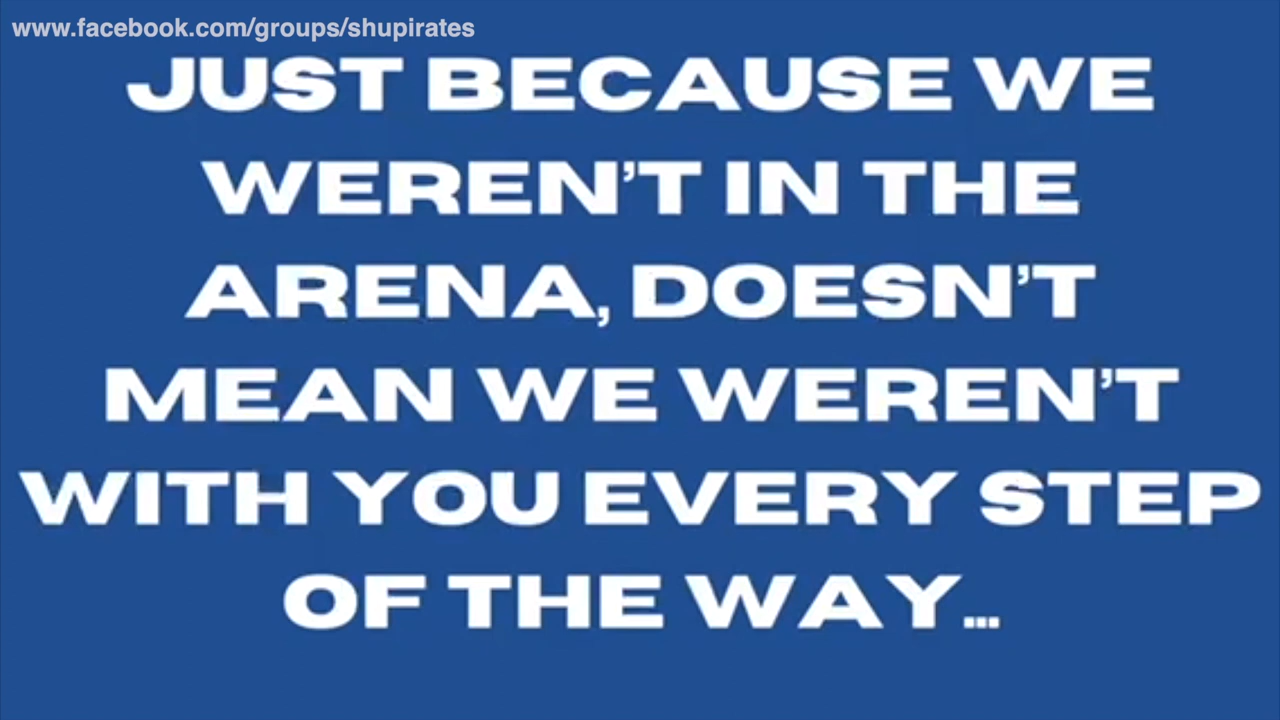 www.facebook.com/groups/shupirates
JUST BECAUSE WE
WEREN’T IN THE
ARENA, DOESN’T
MEAN WE WEREN’T
WITH YOU EVERY STEP
OF THE WAY...